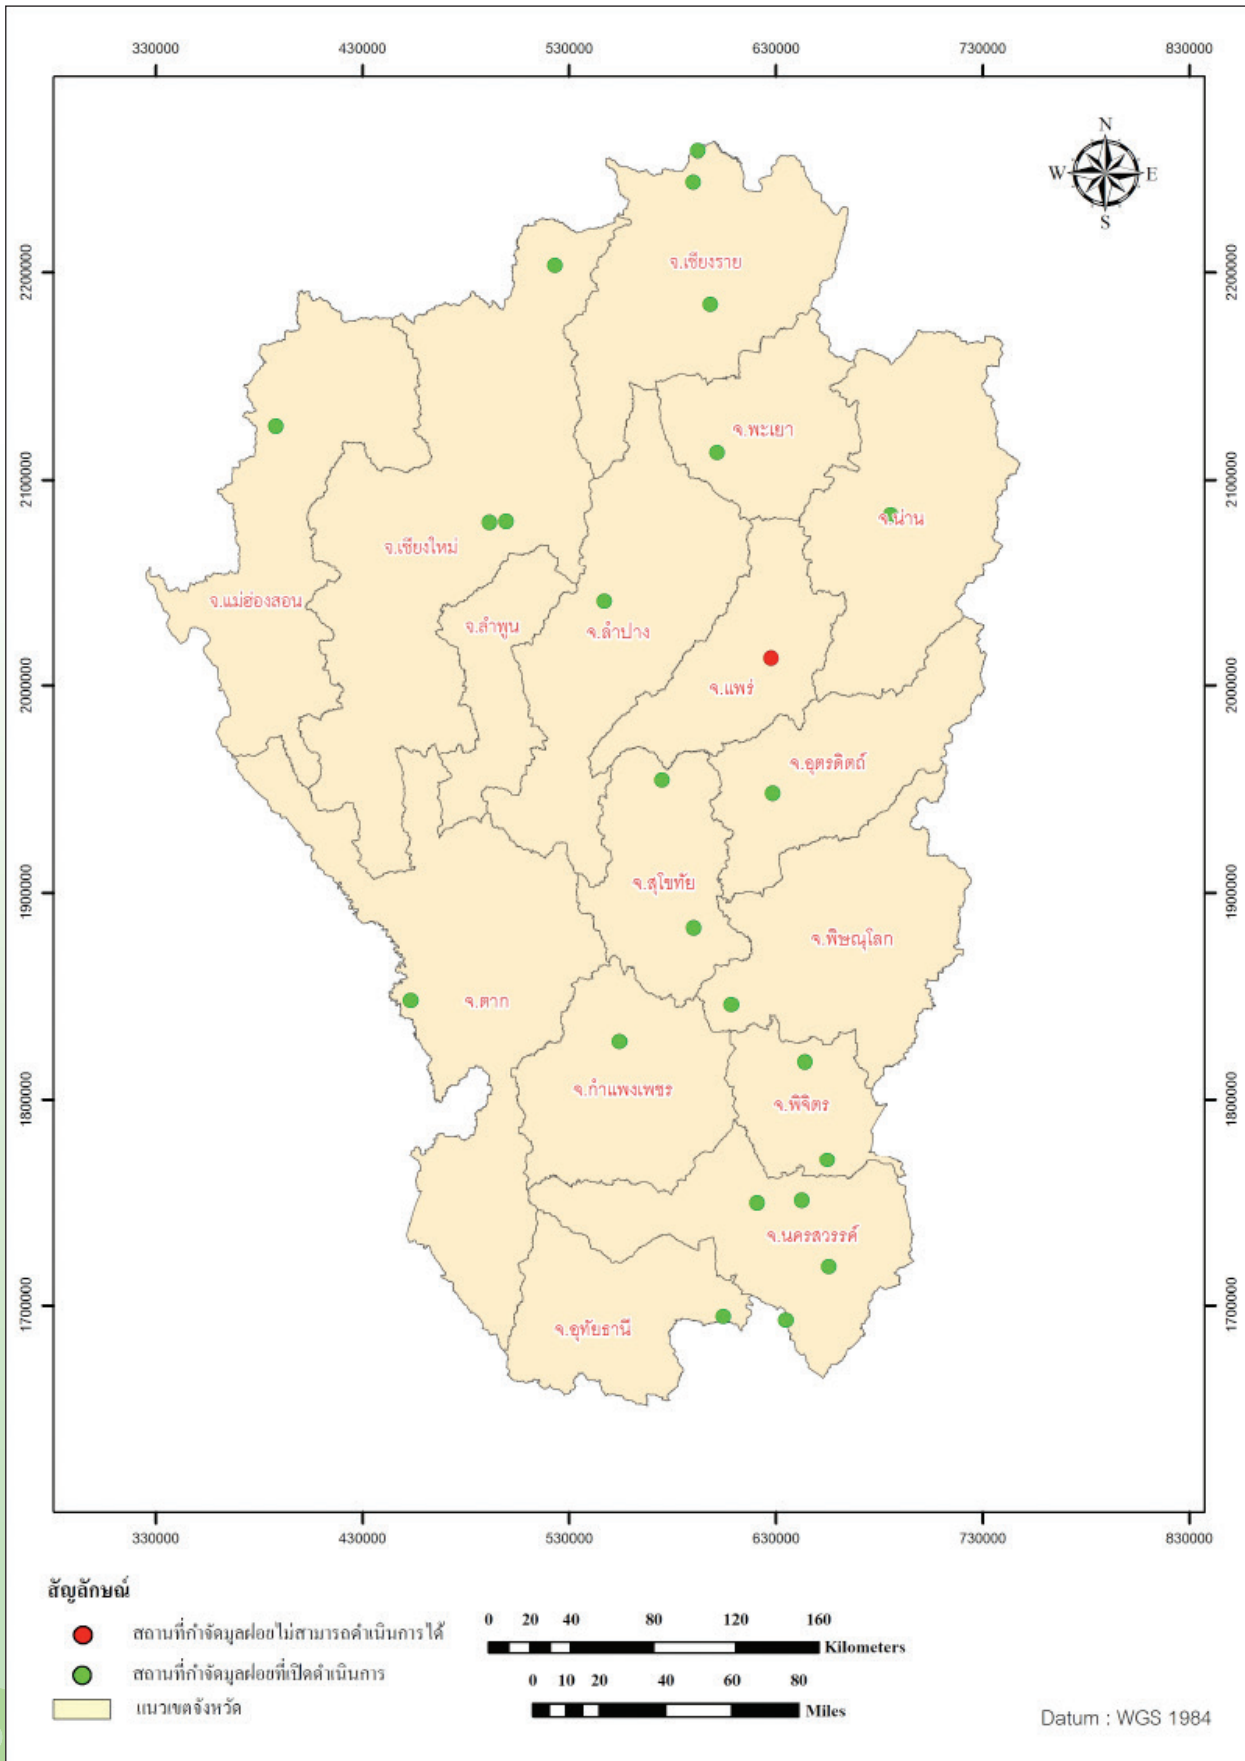 330000 430000 530000 630000 730000 830000
N
W E
S
2200000 2200000
จ.เชียงราย
จ.พะเยา
2100000 2100000
จ.น่าน
จ.เชียงใหม่
จ.แม่ฮ่องสอน
จ.ลำพูน
จ.ลำปาง
2000000 2000000
จ.แพร่
จ.อุตรดิตถ์
จ.สุโขทัย
1900000 1900000
จ.พิษณุโลก
จ.ตาก
จ.กำแพงเพชร
1800000 1800000
จ.พิจิตร
จ.นครสวรรค์
1700000 1700000
จ.อุทัยธานี
330000 430000 530000 630000 730000 830000
สัญลักษณ์
สถานที่กำจัดมูลฝอยไม่สามารถดำเนินการได้
สถานที่กำจัดมูลฝอยที่เปิดดำเนินการ
แนวเขตจังหวัด
0 20 40 80 120 160
Kilometers
0 10 20 40 60 80
Miles
Datum : WGS 1984